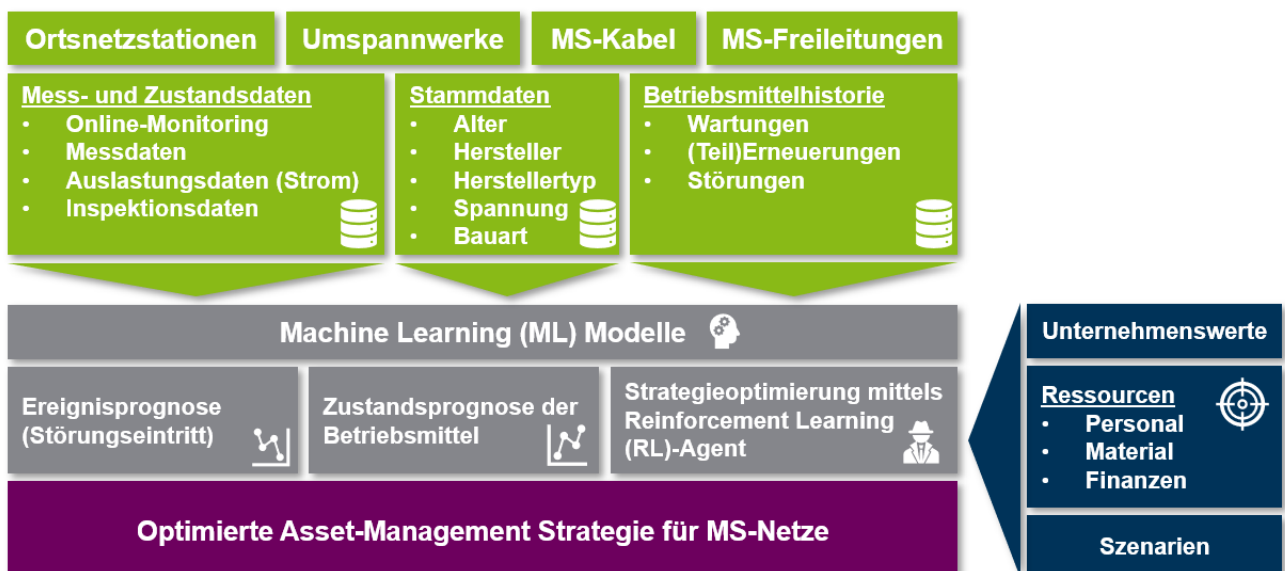 Ortsnetzstationen
Umspannwerke
MS-Kabel
MS-Freileitungen
Mess- und Zustandsdaten
• Online-Monitoring
• Messdaten
• Auslastungsdaten (Strom)
• Inspektionsdaten
Stammdaten
• Alter
• Hersteller
• Herstellertyp
• Spannung
• Bauart
Betriebsmittelhistorie
• Wartungen
• (Teil)Erneuerungen
• Störungen
Machine Learning (ML) Modelle
Ereignisprognose
(Störungseintritt)
Zustandsprognose der
Betriebsmittel
Strategieoptimierung mittels
Reinforcement Learning
(RL)-Agent
Optimierte Asset-Management Strategie für MS-Netze
Unternehmenswerte
Ressourcen
• Personal
• Material
• Finanzen
Szenarien